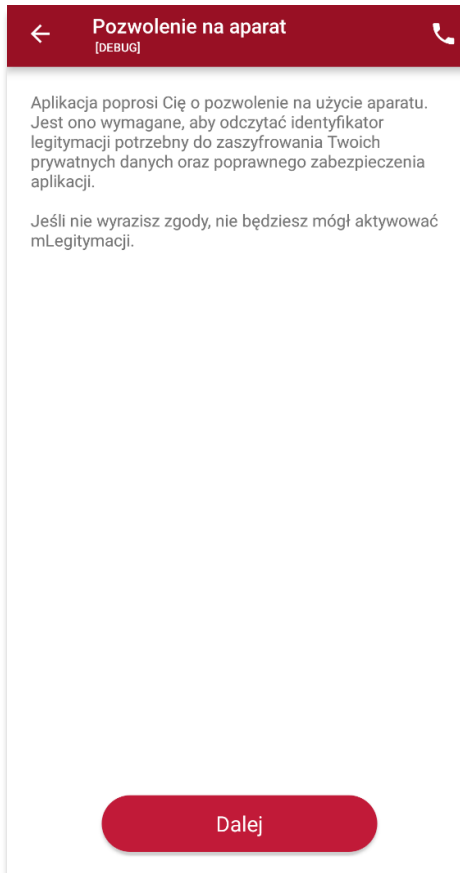 Pozwolenie na aparat
[DEBUG]
Aplikacja poprosi Cię o pozwolenie na użycie aparatu.
Jest ono wymagane, aby odczytać identyfikator
legitymacji potrzebny do zaszyfrowania Twoich
prywatnych danych oraz poprawnego zabezpieczenia
aplikacji.
Jeśli nie wyrazisz zgody, nie będziesz mógł aktywować
mLegitymacji.
Dalej